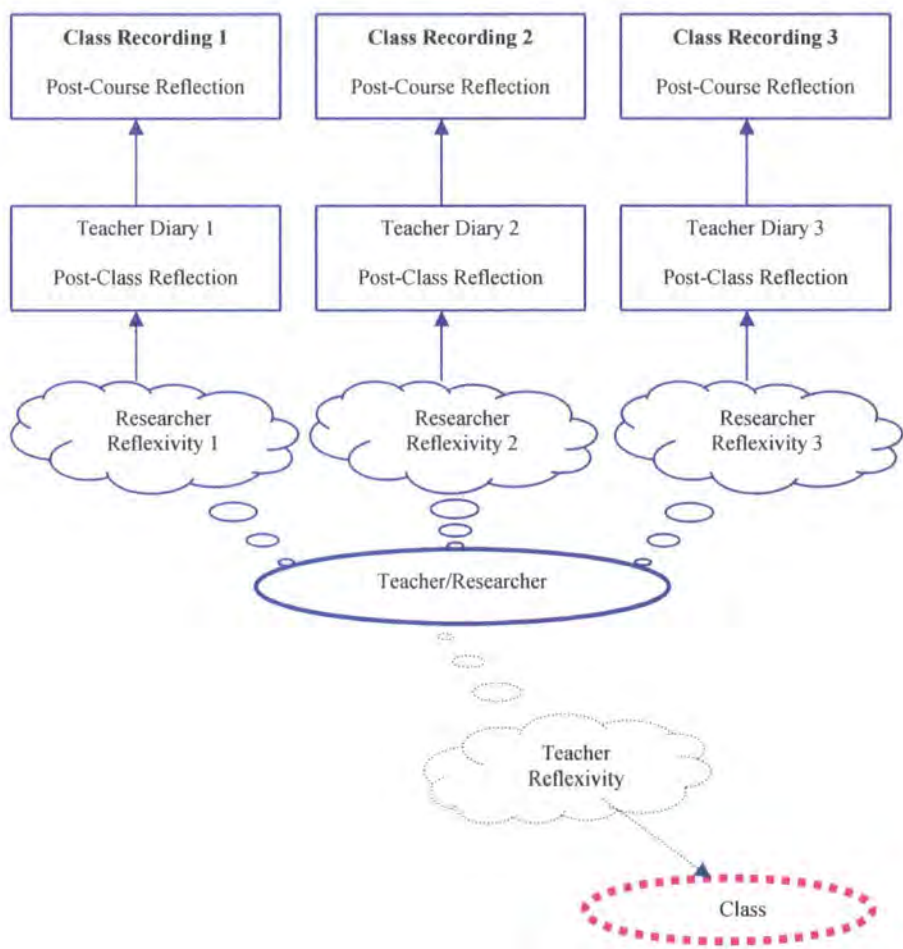 Class Recording 1
Post-Course Reflection
Class Recording 2
Post-Course Reflection
Class Recording 3
Post-Course Reflection
Teacher Diary 1
Post-Class Reflection
Teacher Diary 2
Post-Class Reflection
Teacher Diary 3
Post-Class Reflection
Researcher
Reflexivity 1
Researcher
Reflexivity 2
Researcher
Reflexivity 3
Teacher/Researcher
Teacher
Reflexivity
Class